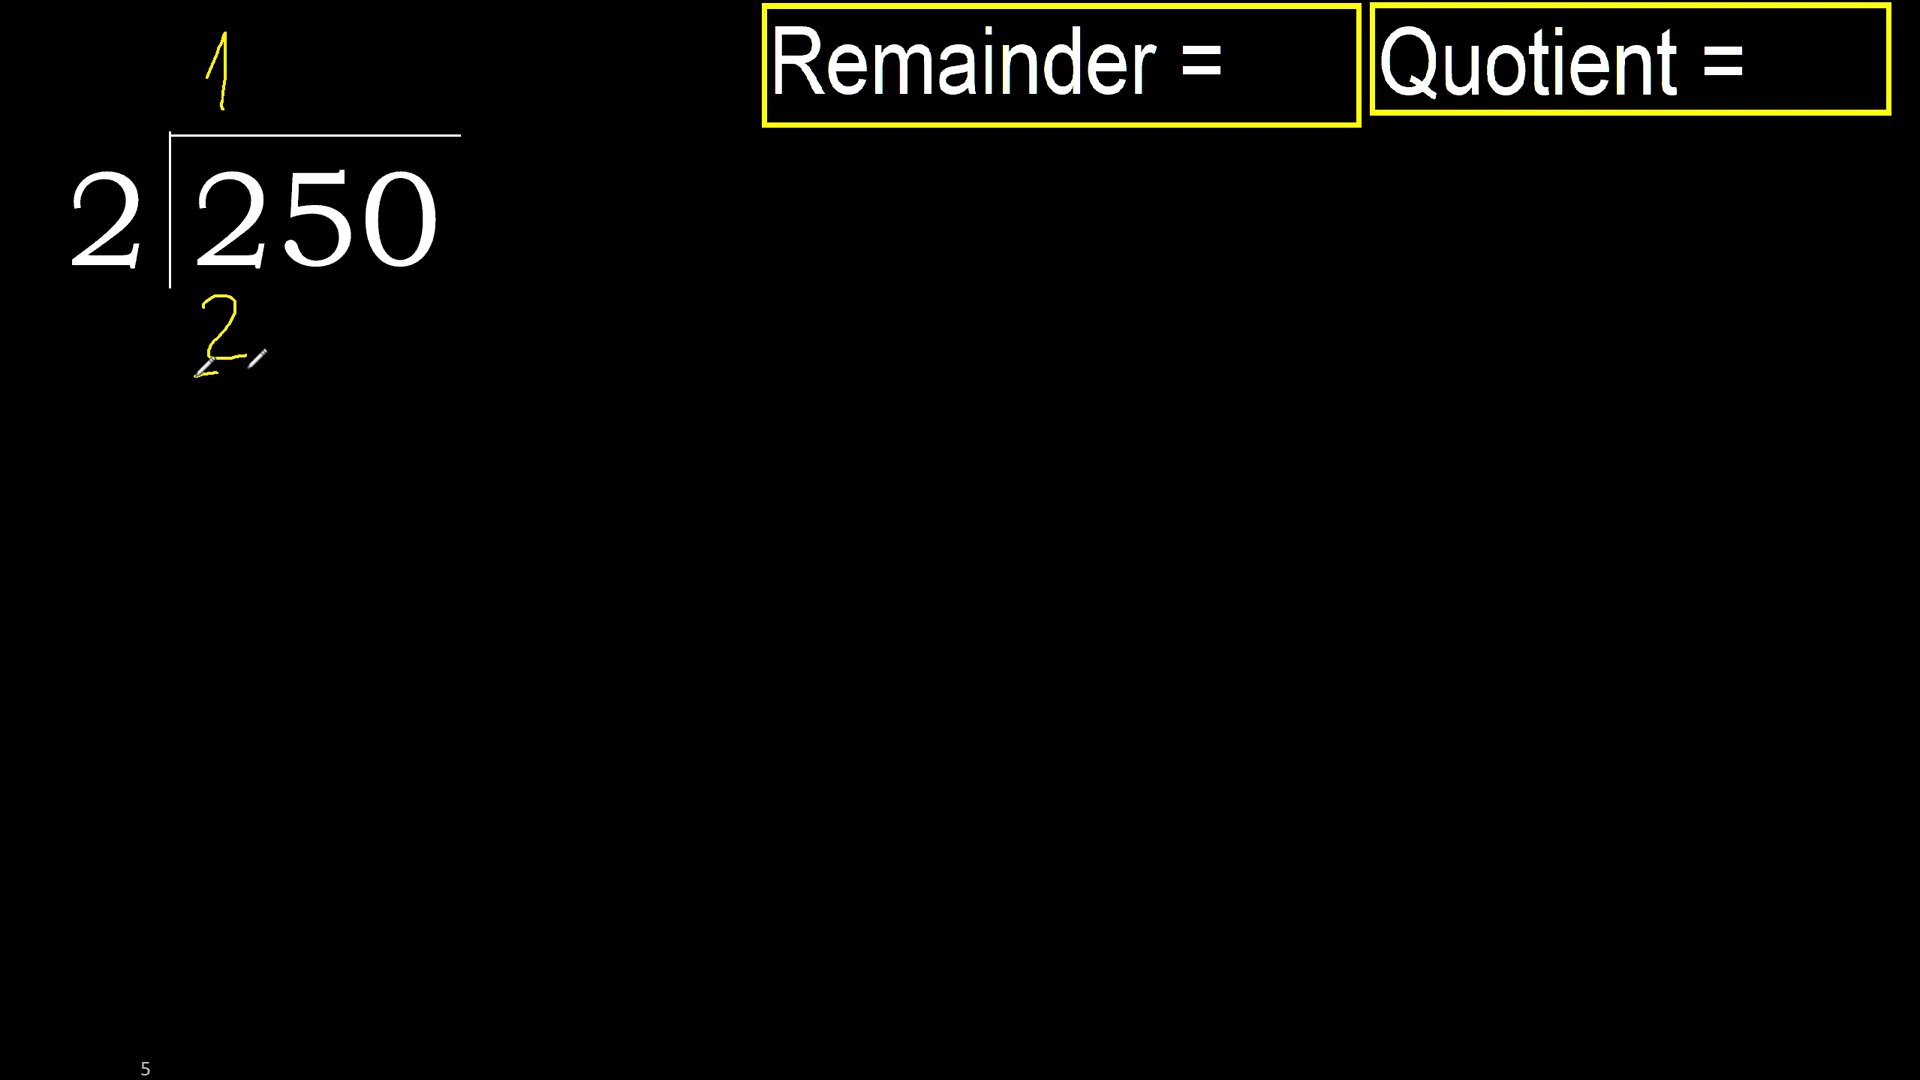 1
Remainder =
Quotient =
2 250
2
5